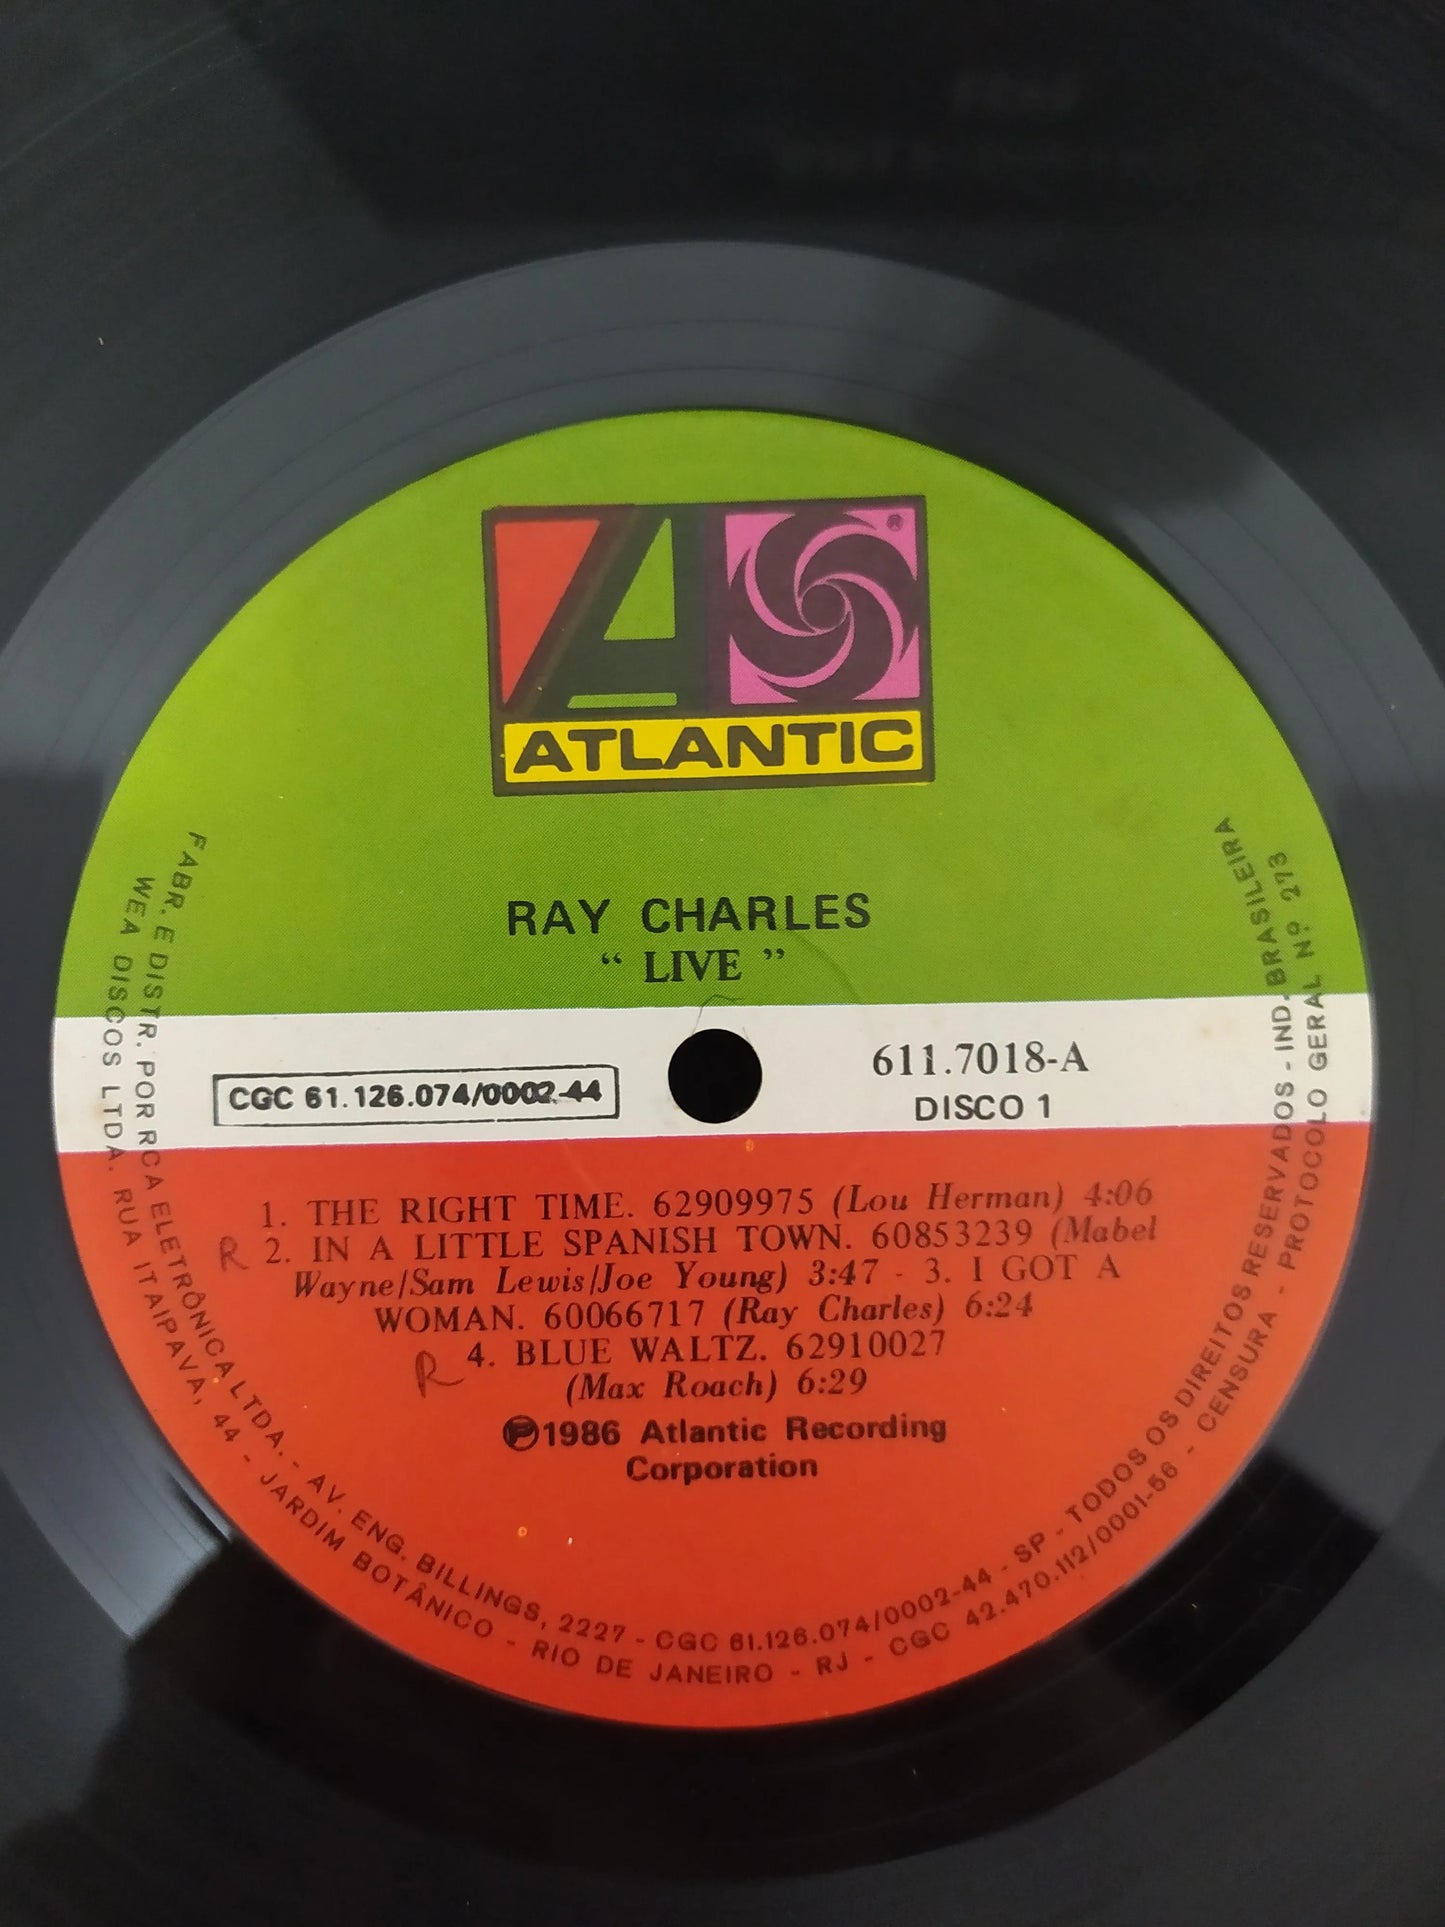 ATLANTIC
®
RAY CHARLES
“ LIVE ”
CGC 61.126.074/0002-44
611.7018-A
DISCO 1
1. THE RIGHT TIME. 62909975 (Lou Herman) 4:06
R 2. IN A LITTLE SPANISH TOWN. 60853239 (Mabel
Wayne/Sam Lewis/Joe Young) 3:47 - 3. I GOT A
WOMAN. 60066717 (Ray Charles) 6:24
R 4. BLUE WALTZ. 62910027
(Max Roach) 6:29
℗1986 Atlantic Recording
Corporation
FABR. E DISTR. POR RCA ELETRÔNICA LTDA. - AV. ENG. BILLINGS, 2227 - CGC 61.126.074/0002-44 - SP - TODOS OS DIREITOS RESERVADOS - IND. BRASILEIRA
WEA DISCOS LTDA. RUA ITAIPAVA, 44 - JARDIM BOTÂNICO - RIO DE JANEIRO - RJ - CGC 42.470.112/0001-56 - CENSURA - PROTOCOLO GERAL Nº 273